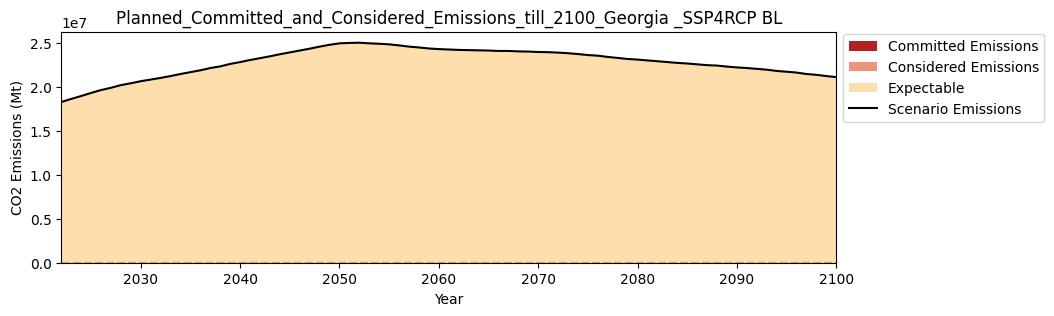 Planned_Committed_and_Considered_Emissions_till_2100_Georgia _SSP4RCP BL
1e7
2.5
2.0
1.5
1.0
0.5
0.0
CO2 Emissions (Mt)
2030 2040 2050 2060 2070 2080 2090 2100
Year
Committed Emissions
Considered Emissions
Expectable
Scenario Emissions